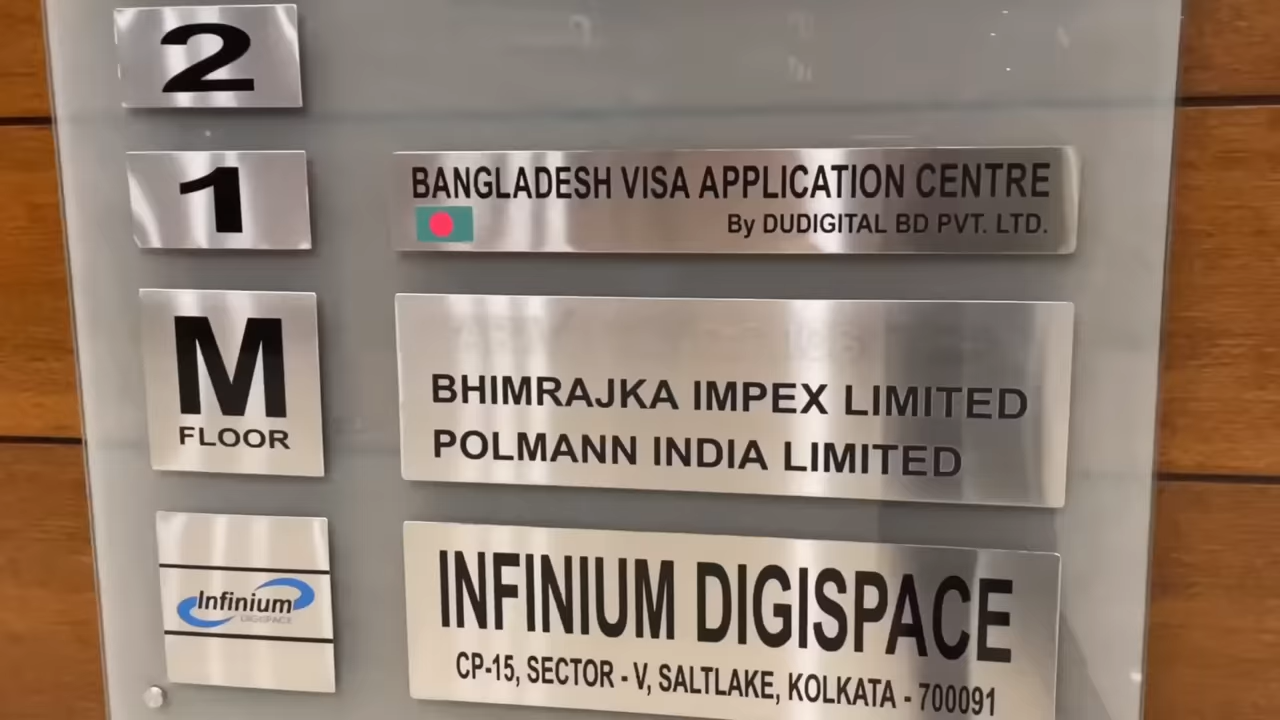 2
1
BANGLADESH VISA APPLICATION CENTRE
By DUDIGITAL BD PVT. LTD.
M
FLOOR
BHIMRAJKA IMPEX LIMITED
POLMANN INDIA LIMITED
Infinium
DIGISPACE
INFINIUM DIGISPACE
CP-15, SECTOR - V, SALTLAKE, KOLKATA - 700091